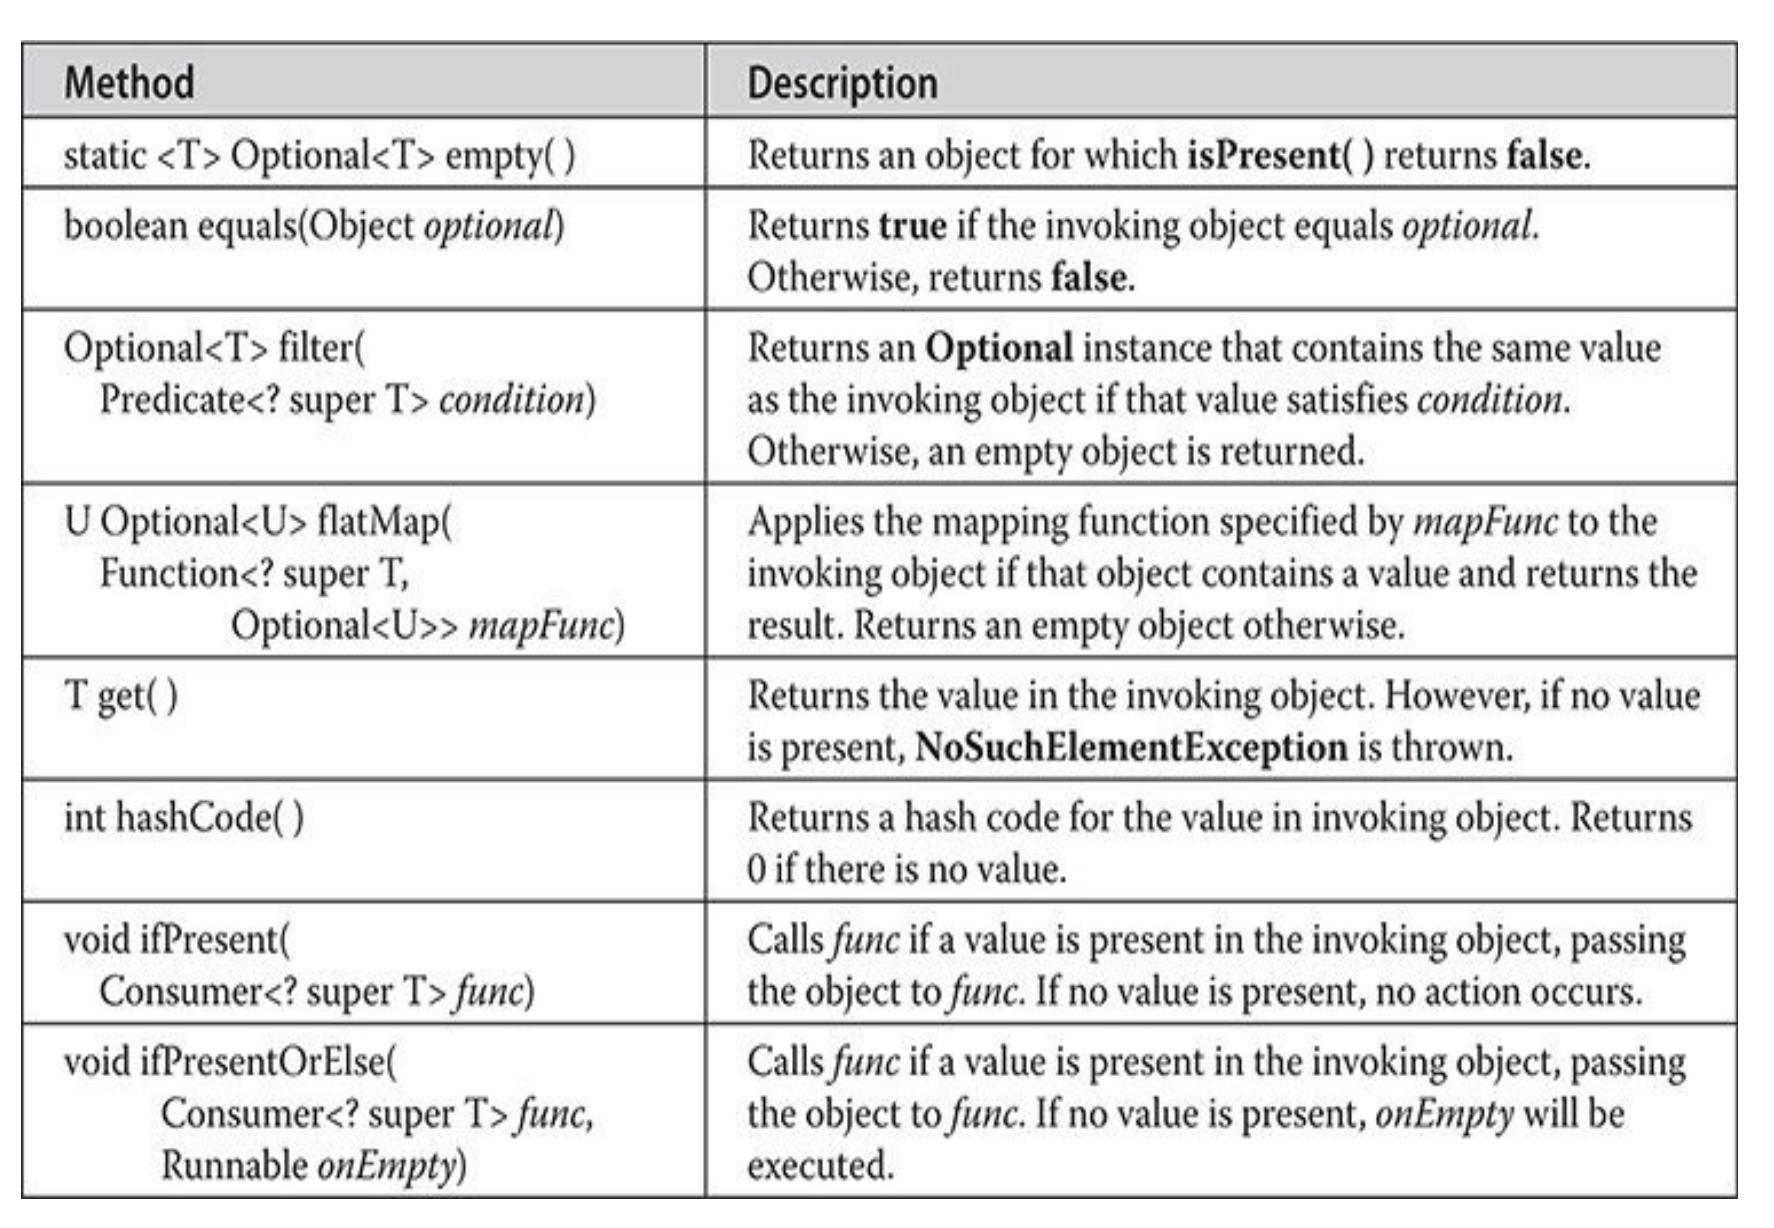 Method Description
static <T> Optional<T> empty( ) Returns an object for which isPresent( ) returns false.
boolean equals(Object optional) Returns true if the invoking object equals optional.
Otherwise, returns false.
Optional<T> filter( Returns an Optional instance that contains the same value
Predicate<? super T> condition) as the invoking object if that value satisfies condition.
Otherwise, an empty object is returned.
U Optional<U> flatMap( Applies the mapping function specified by mapFunc to the
Function<? super T, invoking object if that object contains a value and returns the
Optional<U>> mapFunc) result. Returns an empty object otherwise.
T get( ) Returns the value in the invoking object. However, if no value
is present, NoSuchElementException is thrown.
int hashCode( ) Returns a hash code for the value in invoking object. Returns
0 if there is no value.
void ifPresent( Calls func if a value is present in the invoking object, passing
Consumer<? super T> func) the object to func. If no value is present, no action occurs.
void ifPresentOrElse( Calls func if a value is present in the invoking object, passing
Consumer<? super T> func, the object to func. If no value is present, onEmpty will be
Runnable onEmpty) executed.